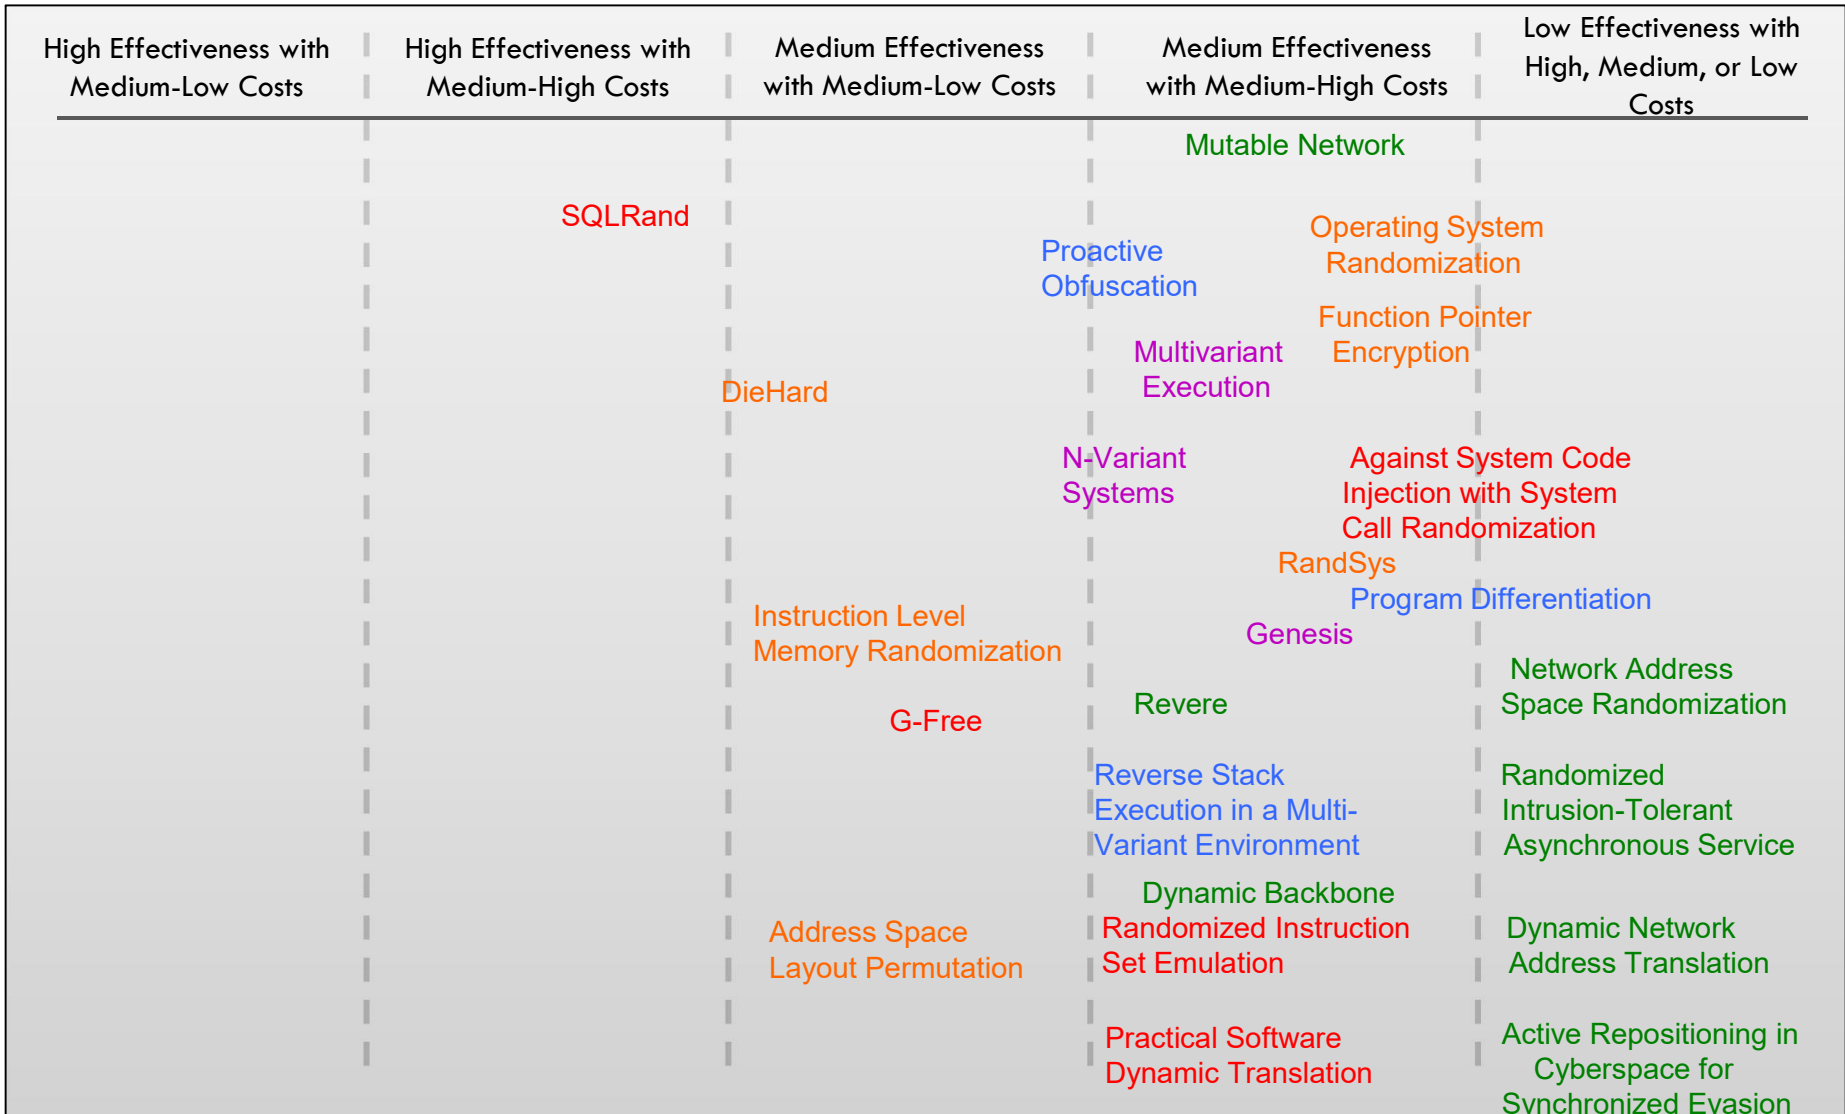 High Effectiveness with
Medium-Low Costs
High Effectiveness with
Medium-High Costs
Medium Effectiveness
with Medium-Low Costs
Medium Effectiveness
with Medium-High Costs
Low Effectiveness with
High, Medium, or Low
Costs
Mutable Network
SQLRand
Operating System
Randomization
Proactive
Obfuscation
Function Pointer
Encryption
Multivariant
Execution
DieHard
N-Variant
Systems
Against System Code
Injection with System
Call Randomization
RandSys
Program Differentiation
Instruction Level
Memory Randomization
Genesis
Network Address
Space Randomization
Revere
G-Free
Reverse Stack
Execution in a Multi-
Variant Environment
Randomized
Intrusion-Tolerant
Asynchronous Service
Dynamic Backbone
Randomized Instruction
Set Emulation
Address Space
Layout Permutation
Dynamic Network
Address Translation
Practical Software
Dynamic Translation
Active Repositioning in
Cyberspace for
Synchronized Evasion